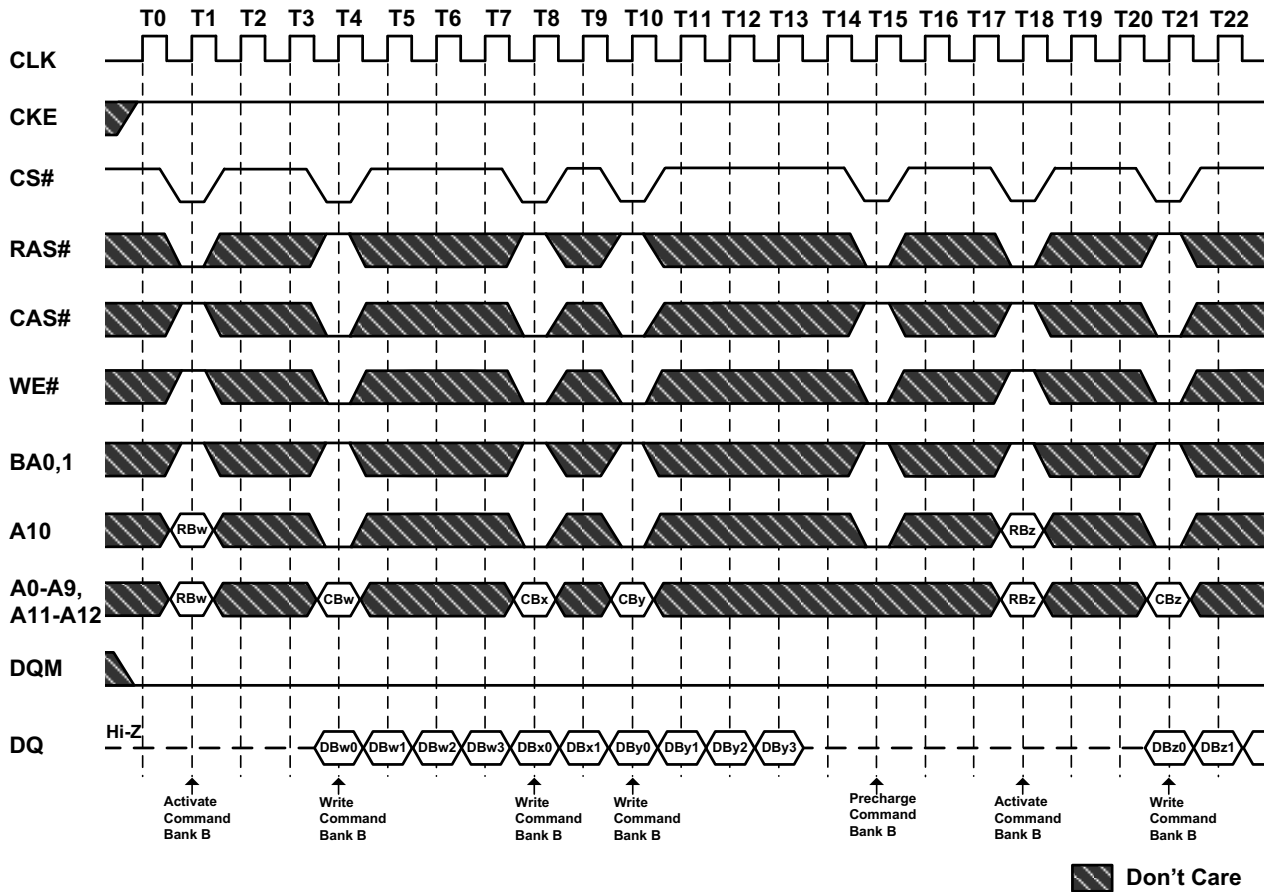 T0 T1 T2 T3 T4 T5 T6 T7 T8 T9 T10 T11 T12 T13 T14 T15 T16 T17 T18 T19 T20 T21 T22
CLK
CKE
CS#
RAS#
CAS#
WE#
BA0,1
A10 RBw RBz
A0-A9,
A11-A12 RBw CBw CBx CBy RBz CBz
DQM
Hi-Z
DQ DBw0 DBw1 DBw2 DBw3 DBx0 DBx1 DBy0 DBy1 DBy2 DBy3 DBz0 DBz1
Activate
Command
Bank B
Write
Command
Bank B
Write
Command
Bank B
Write
Command
Bank B
Precharge
Command
Bank B
Activate
Command
Bank B
Write
Command
Bank B
Don't Care